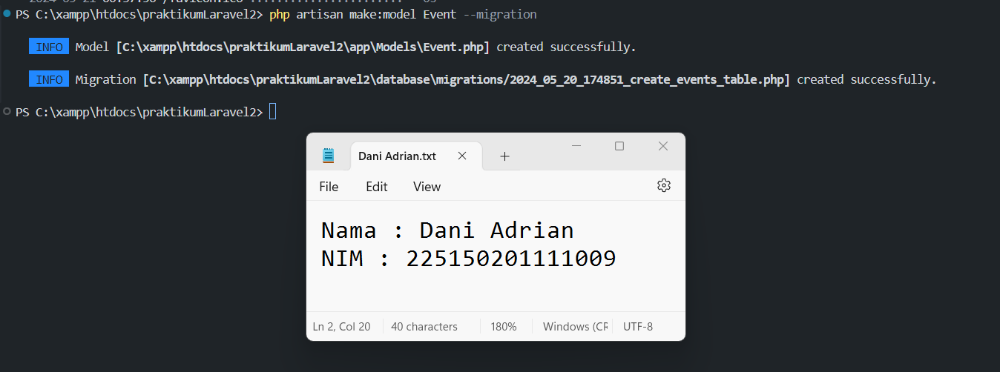 PS C:\xampp\htdocs\praktikumLaravel2> php artisan make:model Event --migration
INFO Model [C:\xampp\htdocs\praktikumLaravel2\app\Models\Event.php] created successfully.
INFO Migration [C:\xampp\htdocs\praktikumLaravel2\database\migrations/2024_05_20_174851_create_events_table.php] created successfully.
PS C:\xampp\htdocs\praktikumLaravel2>
Dani Adrian.txt
File Edit View
Nama : Dani Adrian
NIM : 225150201111009
Ln 2, Col 20 40 characters 180% Windows (CR UTF-8